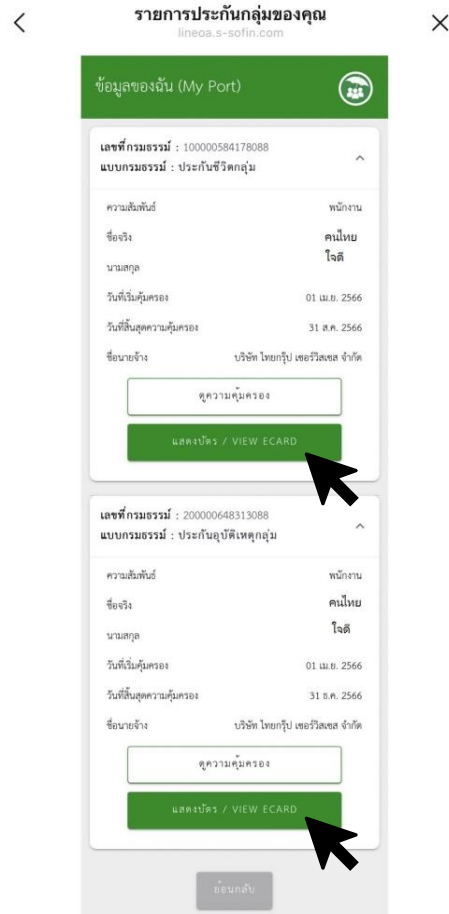 รายการประกันกลุ่มของคุณ
lineoa.s-sofin.com
ข้อมูลของฉัน (My Port)
เลขที่กรมธรรม์ : 100000584178088
แบบกรมธรรม์ : ประกันชีวิตกลุ่ม
ความสัมพันธ์ พนักงาน
ชื่อจริง คนไทย
นามสกุล ใจดี
วันที่เริ่มคุ้มครอง 01 เม.ย. 2566
วันที่สิ้นสุดความคุ้มครอง 31 ส.ค. 2566
ชื่อนายจ้าง บริษัท ไทยกรุ๊ป เซอร์วิสเซส จำกัด
ดูความคุ้มครอง
แสดงบัตร / VIEW ECARD
เลขที่กรมธรรม์ : 200000648313088
แบบกรมธรรม์ : ประกันอุบัติเหตุกลุ่ม
ความสัมพันธ์ พนักงาน
ชื่อจริง คนไทย
นามสกุล ใจดี
วันที่เริ่มคุ้มครอง 01 เม.ย. 2566
วันที่สิ้นสุดความคุ้มครอง 31 ธ.ค. 2566
ชื่อนายจ้าง บริษัท ไทยกรุ๊ป เซอร์วิสเซส จำกัด
ดูความคุ้มครอง
แสดงบัตร / VIEW ECARD
ย้อนกลับ